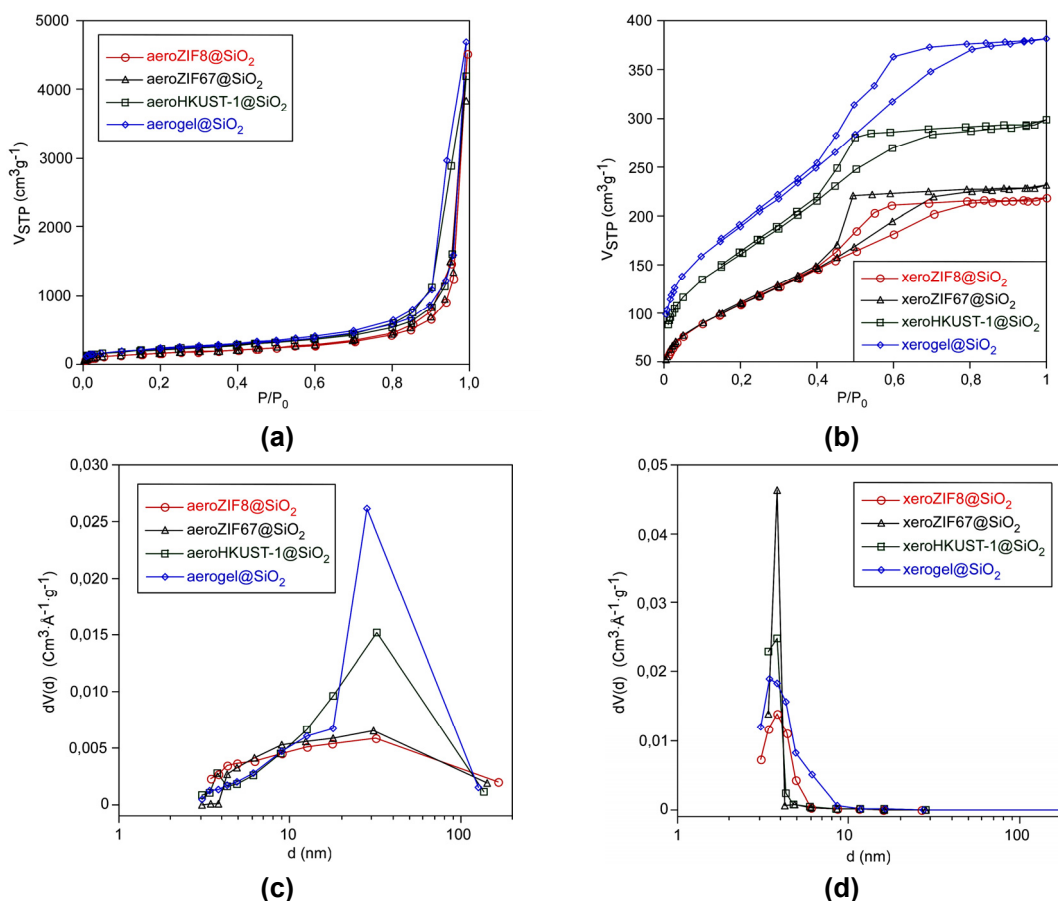 5000
4000
3000
2000
1000
0
V_STP (cm³g⁻¹)
aeroZIF8@SiO₂
aeroZIF67@SiO₂
aeroHKUST-1@SiO₂
aerogel@SiO₂
0,0
0,2
0,4
0,6
0,8
1,0
P/P₀
(a)
400
350
300
250
200
150
100
50
V_STP (cm³g⁻¹)
xeroZIF8@SiO₂
xeroZIF67@SiO₂
xeroHKUST-1@SiO₂
xerogel@SiO₂
0
0,2
0,4
0,6
0,8
1
P/P₀
(b)
0,030
0,025
0,020
0,015
0,010
0,005
0
dV(d) (Cm³·Å-¹·g-¹)
aeroZIF8@SiO₂
aeroZIF67@SiO₂
aeroHKUST-1@SiO₂
aerogel@SiO₂
1
10
100
d (nm)
(c)
0,05
0,04
0,03
0,02
0,01
0
dV(d) (Cm³·Å-¹·g-¹)
xeroZIF8@SiO₂
xeroZIF67@SiO₂
xeroHKUST-1@SiO₂
xerogel@SiO₂
1
10
100
d (nm)
(d)